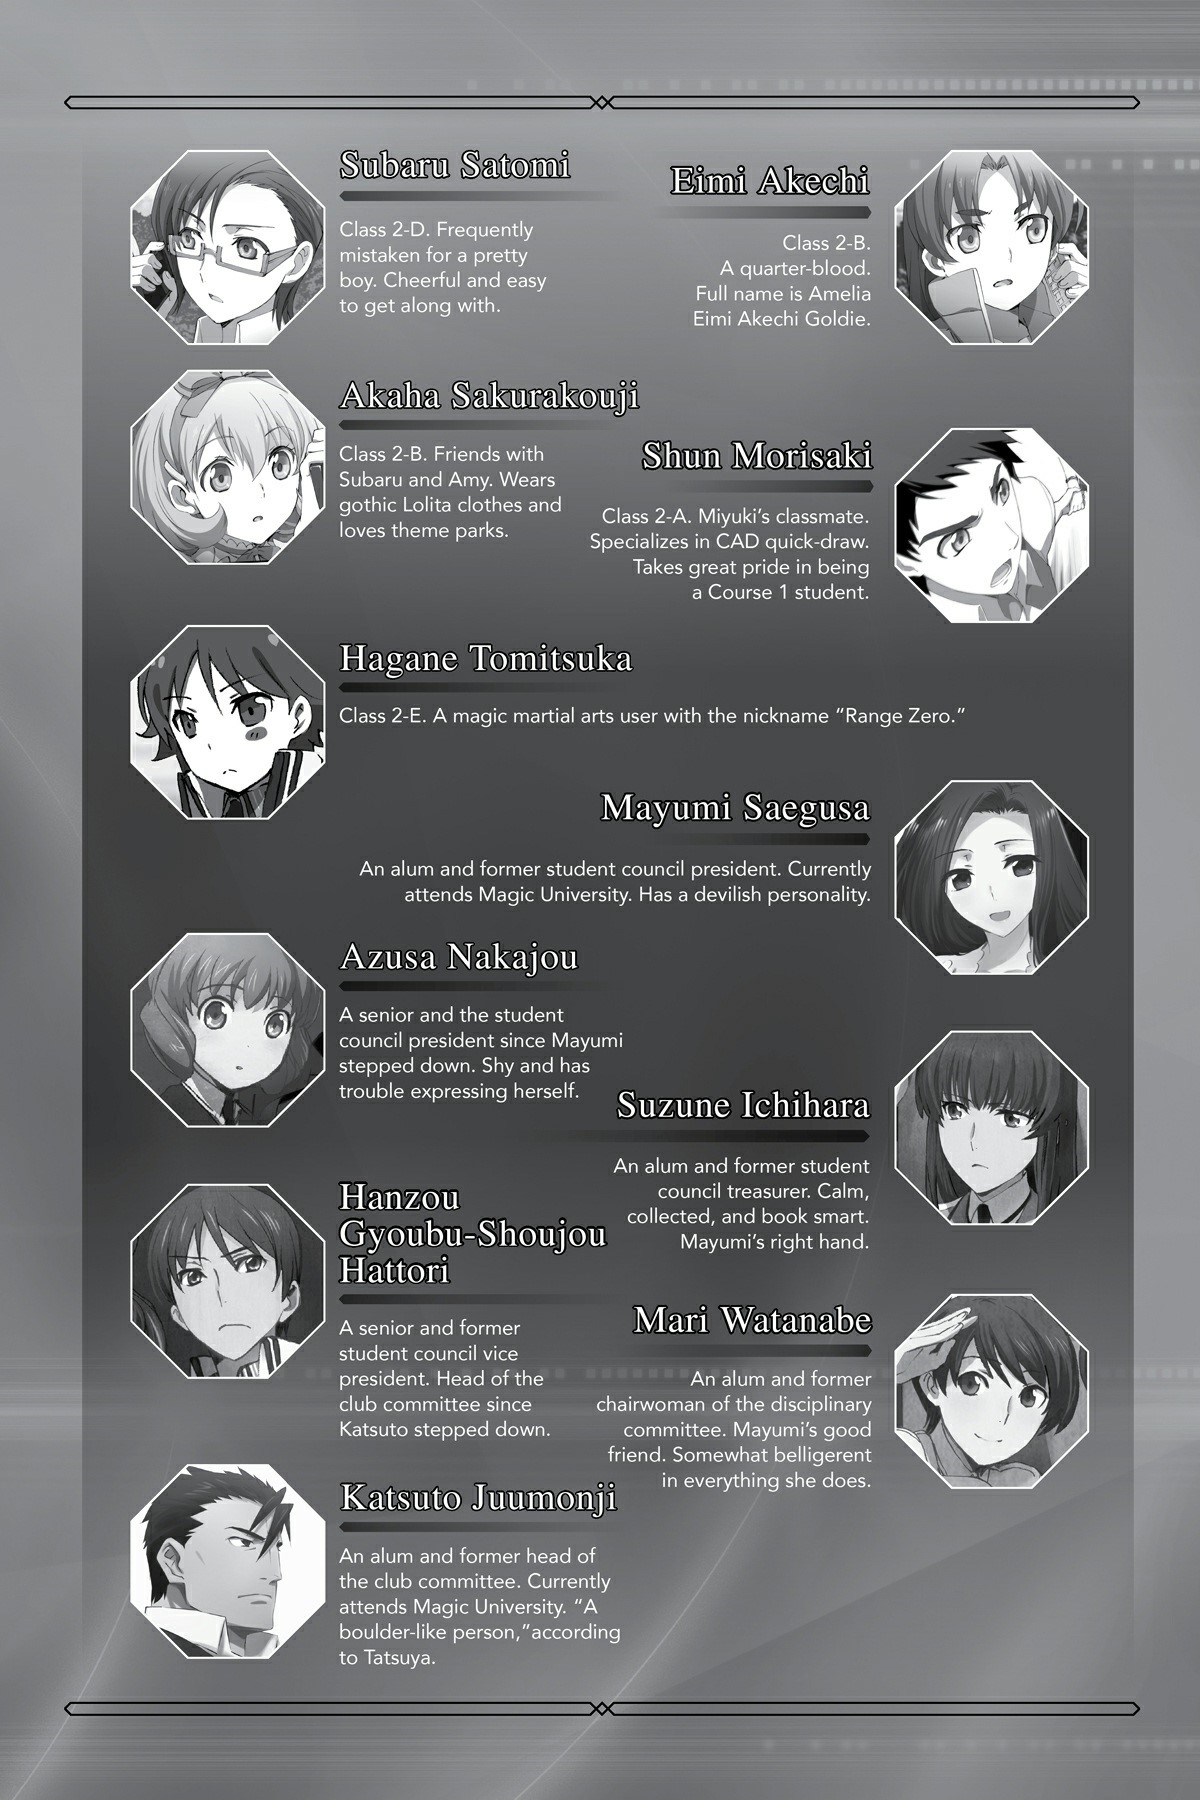 Subaru Satomi
Class 2-D. Frequently
mistaken for a pretty
boy. Cheerful and easy
to get along with.
Eimi Akechi
Class 2-B.
A quarter-blood.
Full name is Amelia
Eimi Akechi Goldie.
Akaha Sakurakouji
Class 2-B. Friends with
Subaru and Amy. Wears
gothic Lolita clothes and
loves theme parks.
Shun Morisaki
Class 2-A. Miyuki’s classmate.
Specializes in CAD quick-draw.
Takes great pride in being
a Course 1 student.
Hagane Tomitsuka
Class 2-E. A magic martial arts user with the nickname “Range Zero.”
Mayumi Saegusa
An alum and former student council president. Currently
attends Magic University. Has a devilish personality.
Azusa Nakajou
A senior and the student
council president since Mayumi
stepped down. Shy and has
trouble expressing herself.
Suzune Ichihara
An alum and former student
council treasurer. Calm,
collected, and book smart.
Mayumi’s right hand.
Hanzou
Gyoubu-Shoujou
Hattori
A senior and former
student council vice
president. Head of the
club committee since
Katsuto stepped down.
Mari Watanabe
An alum and former
chairwoman of the disciplinary
committee. Mayumi’s good
friend. Somewhat belligerent
in everything she does.
Katsuto Juumonji
An alum and former head of
the club committee. Currently
attends Magic University. “A
boulder-like person,”according
to Tatsuya.